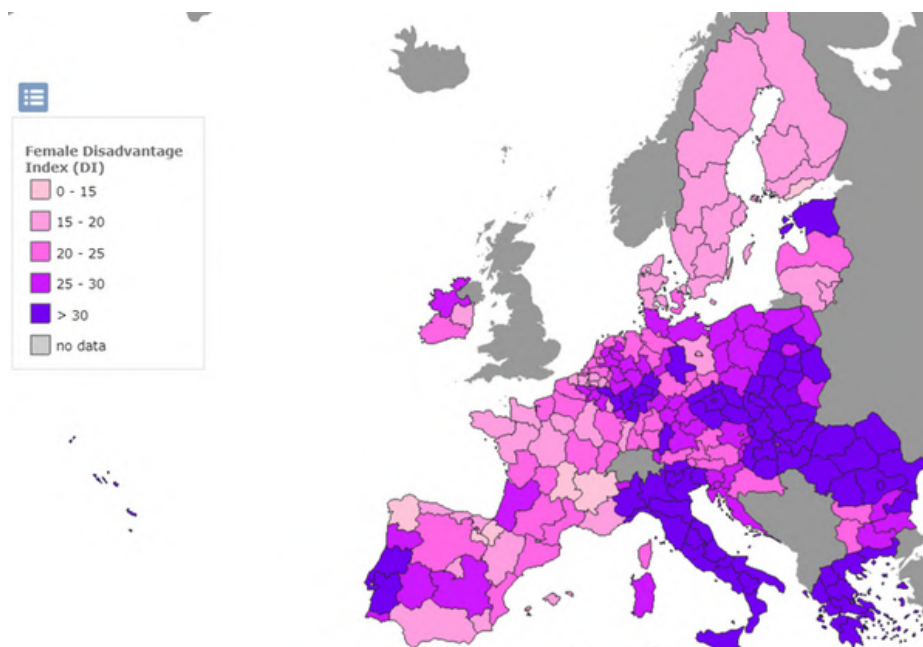 Female Disadvantage
Index (DI)
0 - 15
15 - 20
20 - 25
25 - 30
> 30
no data